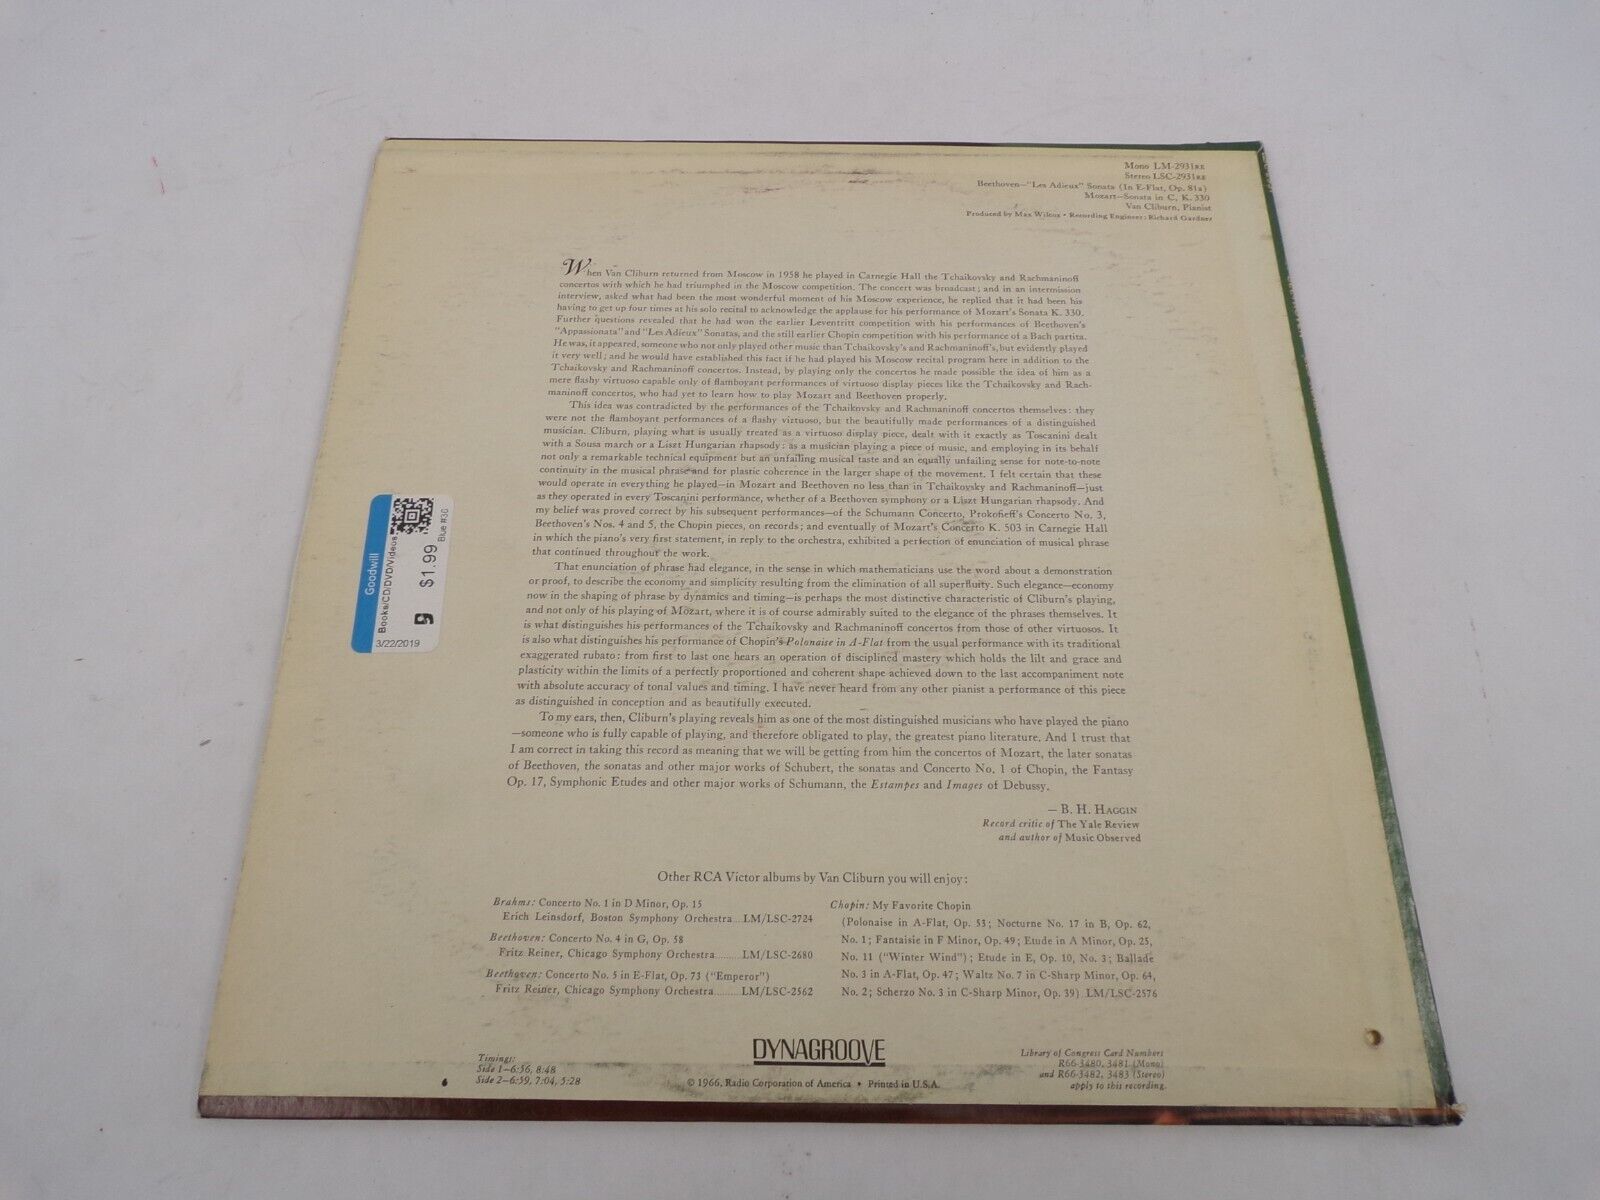 Mono LM-2931RE
Stereo LSC-2931RE
Beethoven—"Les Adieux" Sonata (In E-Flat, Op. 81a)
Mozart—Sonata in C, K. 330
Van Cliburn, Pianist
Produced by Max Wilcox • Recording Engineer: Richard Gardner
When Van Cliburn returned from Moscow in 1958 he played in Carnegie Hall the Tchaikovsky and Rachmaninoff
concertos with which he had triumphed in the Moscow competition. The concert was broadcast; and in an intermission
interview, asked what had been the most wonderful moment of his Moscow experience, he replied that it had been his
having to get up four times at his solo recital to acknowledge the applause for his performance of Mozart's Sonata K. 330.
Further questions revealed that he had won the earlier Leventritt competition with his performances of Beethoven's
"Appassionata" and "Les Adieux" Sonatas, and the still earlier Chopin competition with his performance of a Bach partita.
He was, it appeared, someone who not only played other music than Tchaikovsky's and Rachmaninoff's, but evidently played
it very well; and he would have established this fact if he had played his Moscow recital program here in addition to the
Tchaikovsky and Rachmaninoff concertos. Instead, by playing only the concertos he made possible the idea of him as a
mere flashy virtuoso capable only of flamboyant performances of virtuoso display pieces like the Tchaikovsky and Rach-
maninoff concertos, who had yet to learn how to play Mozart and Beethoven properly.
This idea was contradicted by the performances of the Tchaikovsky and Rachmaninoff concertos themselves: they
were not the flamboyant performances of a flashy virtuoso, but the beautifully made performances of a distinguished
musician. Cliburn, playing what is usually treated as a virtuoso display piece, dealt with it exactly as Toscanini dealt
with a Sousa march or a Liszt Hungarian rhapsody: as a musician playing a piece of music, and employing in its behalf
not only a remarkable technical equipment but an unfailing musical taste and an equally unfailing sense for note-to-note
continuity in the musical phrase and for plastic coherence in the larger shape of the movement. I felt certain that these
would operate in everything he played—in Mozart and Beethoven no less than in Tchaikovsky and Rachmaninoff—just
as they operated in every Toscanini performance, whether of a Beethoven symphony or a Liszt Hungarian rhapsody. And
my belief was proved correct by his subsequent performances—of the Schumann Concerto, Prokofieff's Concerto No. 3,
Beethoven's Nos. 4 and 5, the Chopin pieces, on records; and eventually of Mozart's Concerto K. 503 in Carnegie Hall
in which the piano's very first statement, in reply to the orchestra, exhibited a perfection of enunciation of musical phrase
that continued throughout the work.
That enunciation of phrase had elegance, in the sense in which mathematicians use the word about a demonstration
or proof, to describe the economy and simplicity resulting from the elimination of all superfluity. Such elegance—economy
now in the shaping of phrase by dynamics and timing—is perhaps the most distinctive characteristic of Cliburn's playing,
and not only of his playing of Mozart, where it is of course admirably suited to the elegance of the phrases themselves. It
is what distinguishes his performances of the Tchaikovsky and Rachmaninoff concertos from those of other virtuosos. It
is also what distinguishes his performance of Chopin's Polonaise in A-Flat from the usual performance with its traditional
exaggerated rubato: from first to last one hears an operation of disciplined mastery which holds the lilt and grace and
plasticity within the limits of a perfectly proportioned and coherent shape achieved down to the last accompaniment note
with absolute accuracy of tonal values and timing. I have never heard from any other pianist a performance of this piece
as distinguished in conception and as beautifully executed.
To my ears, then, Cliburn's playing reveals him as one of the most distinguished musicians who have played the piano
—someone who is fully capable of playing, and therefore obligated to play, the greatest piano literature. And I trust that
I am correct in taking this record as meaning that we will be getting from him the concertos of Mozart, the later sonatas
of Beethoven, the sonatas and other major works of Schubert, the sonatas and Concerto No. 1 of Chopin, the Fantasy
Op. 17, Symphonic Etudes and other major works of Schumann, the Estampes and Images of Debussy.
— B. H. HAGGIN
Record critic of The Yale Review
and author of Music Observed
Goodwill
Books/CD/DVD/Videos
3/22/2019
9
$1.99
Blue #36
Other RCA Victor albums by Van Cliburn you will enjoy:
Brahms: Concerto No. 1 in D Minor, Op. 15
Erich Leinsdorf, Boston Symphony Orchestra...LM/LSC-2724
Beethoven: Concerto No. 4 in G, Op. 58
Fritz Reiner, Chicago Symphony Orchestra.........LM/LSC-2680
Beethoven: Concerto No. 5 in E-Flat, Op. 73 ("Emperor")
Fritz Reiner, Chicago Symphony Orchestra.........LM/LSC-2562
Chopin: My Favorite Chopin
(Polonaise in A-Flat, Op. 53; Nocturne No. 17 in B, Op. 62,
No. 1; Fantaisie in F Minor, Op. 49; Etude in A Minor, Op. 25,
No. 11 ("Winter Wind"); Etude in E, Op. 10, No. 3; Ballade
No. 3 in A-Flat, Op. 47; Waltz No. 7 in C-Sharp Minor, Op. 64,
No. 2; Scherzo No. 3 in C-Sharp Minor, Op. 39) LM/LSC-2576
Timings:
Side 1—6:56, 8:48
Side 2—6:59, 7:04, 5:28
DYNAGROOVE
© 1966, Radio Corporation of America • Printed in U.S.A.
Library of Congress Card Numbers
R66-3480, 3481 (Mono)
and R66-3482, 3483 (Stereo)
apply to this recording.